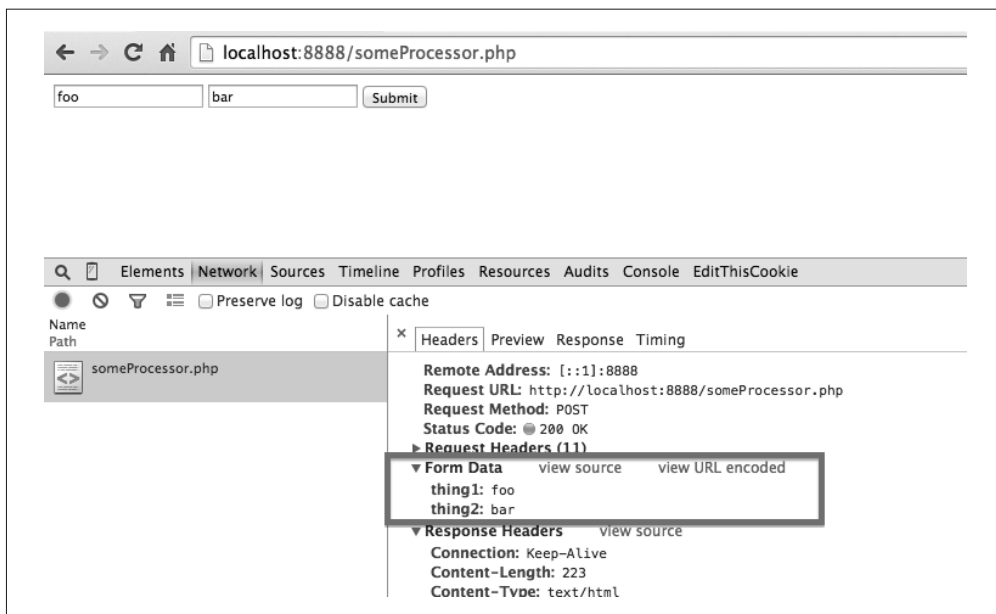 localhost:8888/someProcessor.php
foo bar Submit
Elements Network Sources Timeline Profiles Resources Audits Console EditThisCookie
Preserve log Disable cache
Name
Path
× Headers Preview Response Timing
someProcessor.php
Remote Address: [::1]:8888
Request URL: http://localhost:8888/someProcessor.php
Request Method: POST
Status Code: 200 OK
Request Headers (11)
Form Data view source view URL encoded
thing1: foo
thing2: bar
Response Headers view source
Connection: Keep-Alive
Content-Length: 223
Content-Type: text/html